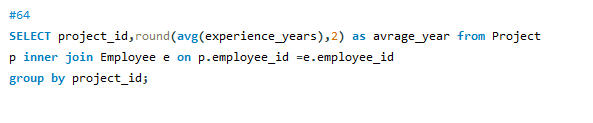 #64
SELECT project_id,round(avg(experience_years),2) as avrage_year from Project
p inner join Employee e on p.employee_id =e.employee_id
group by project_id;